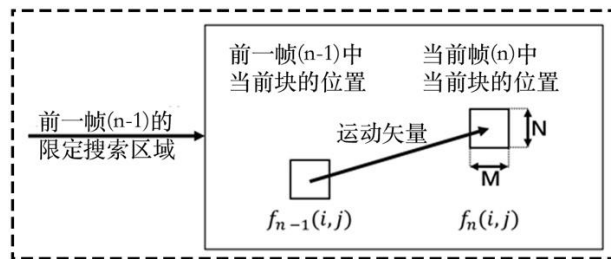 前一帧(n-1)中
当前块的位置
当前帧(n)中
当前块的位置
前一帧(n-1)的
限定搜索区域
运动矢量
N
M
fₙ₋₁(i,j)
fₙ(i,j)